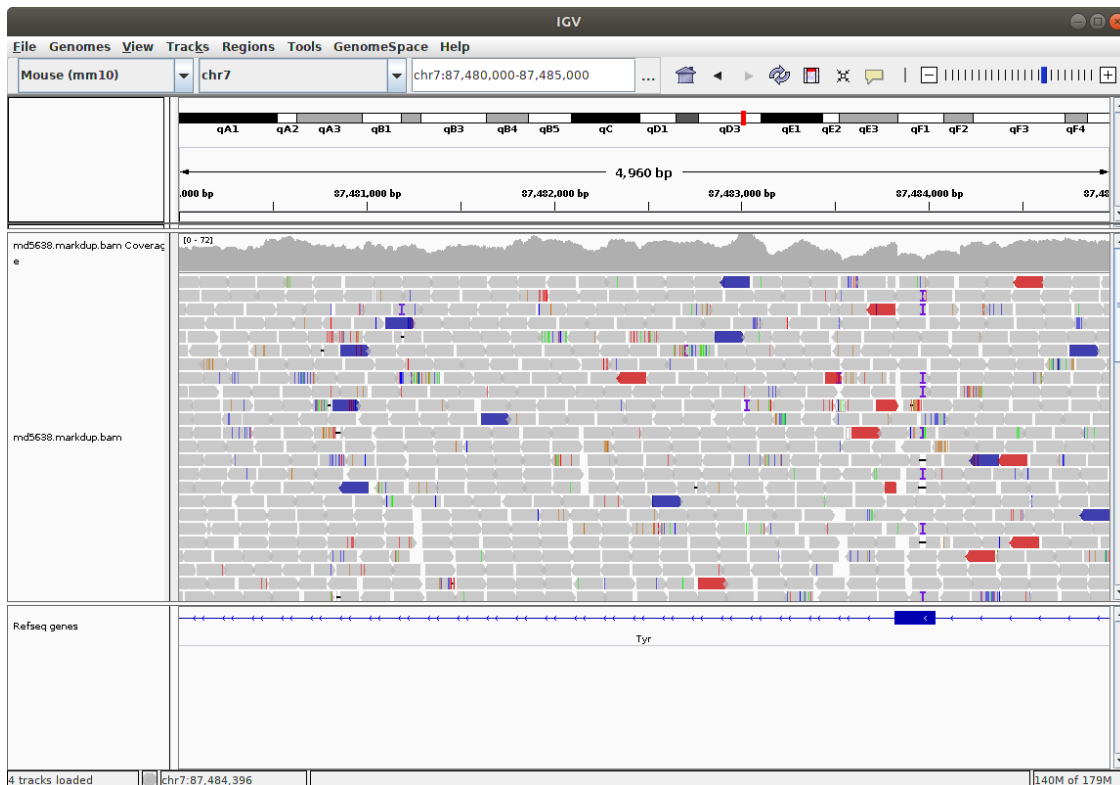 IGV
File Genomes View Tracks Regions Tools GenomeSpace Help
Mouse (mm10) chr7 chr7:87,480,000-87,485,000 ...
qA1 qA2 qA3 qB1 qB3 qB4 qB5 qC qD1 qD3 qE1 qE2 qE3 qF1 qF2 qF3 qF4
4,960 bp
,000 bp 87,481,000 bp 87,482,000 bp 87,483,000 bp 87,484,000 bp 87,48
md5638.markdup.bam Coverag
e
[0 - 72]
md5638.markdup.bam
Refseq genes
Tyr
4 tracks loaded chr7:87,484,396 140M of 179M